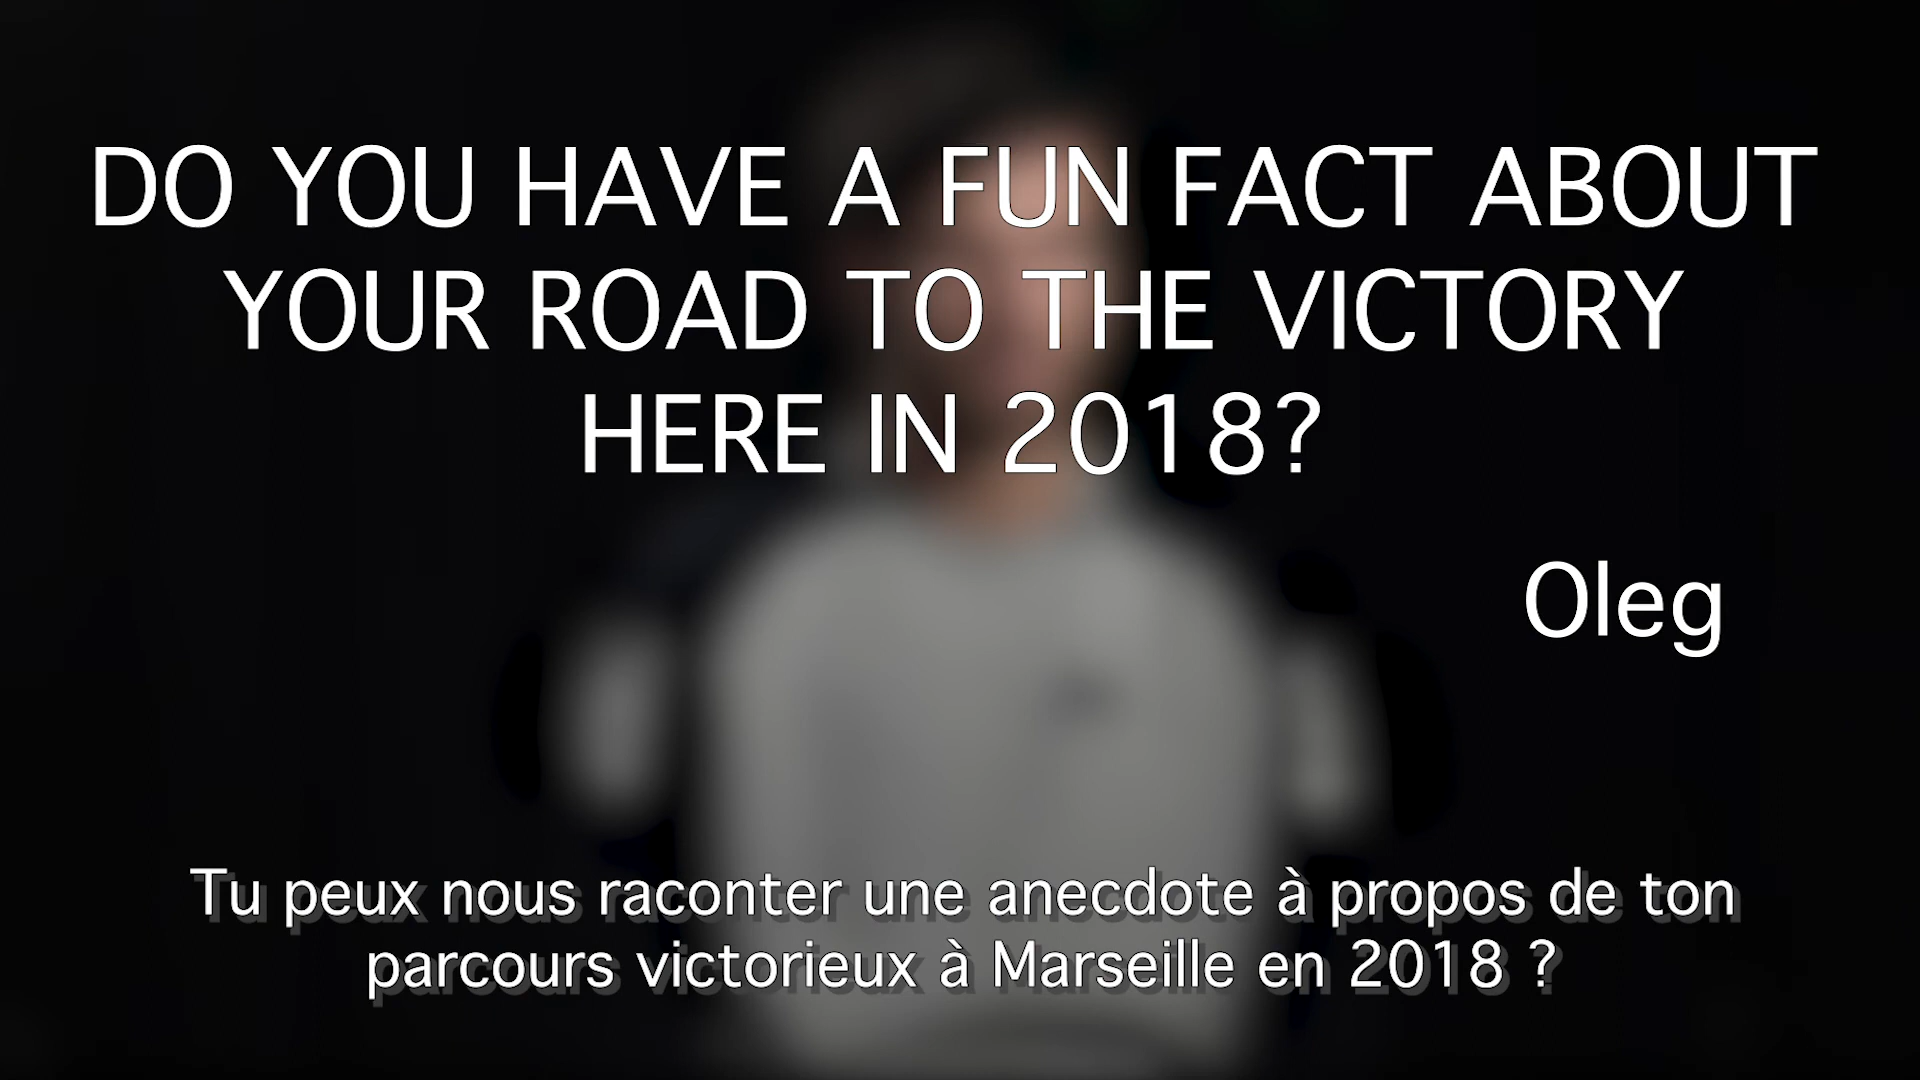 DO YOU HAVE A FUN FACT ABOUT
YOUR ROAD TO THE VICTORY
HERE IN 2018?
Oleg
Tu peux nous raconter une anecdote à propos de ton
parcours victorieux à Marseille en 2018 ?